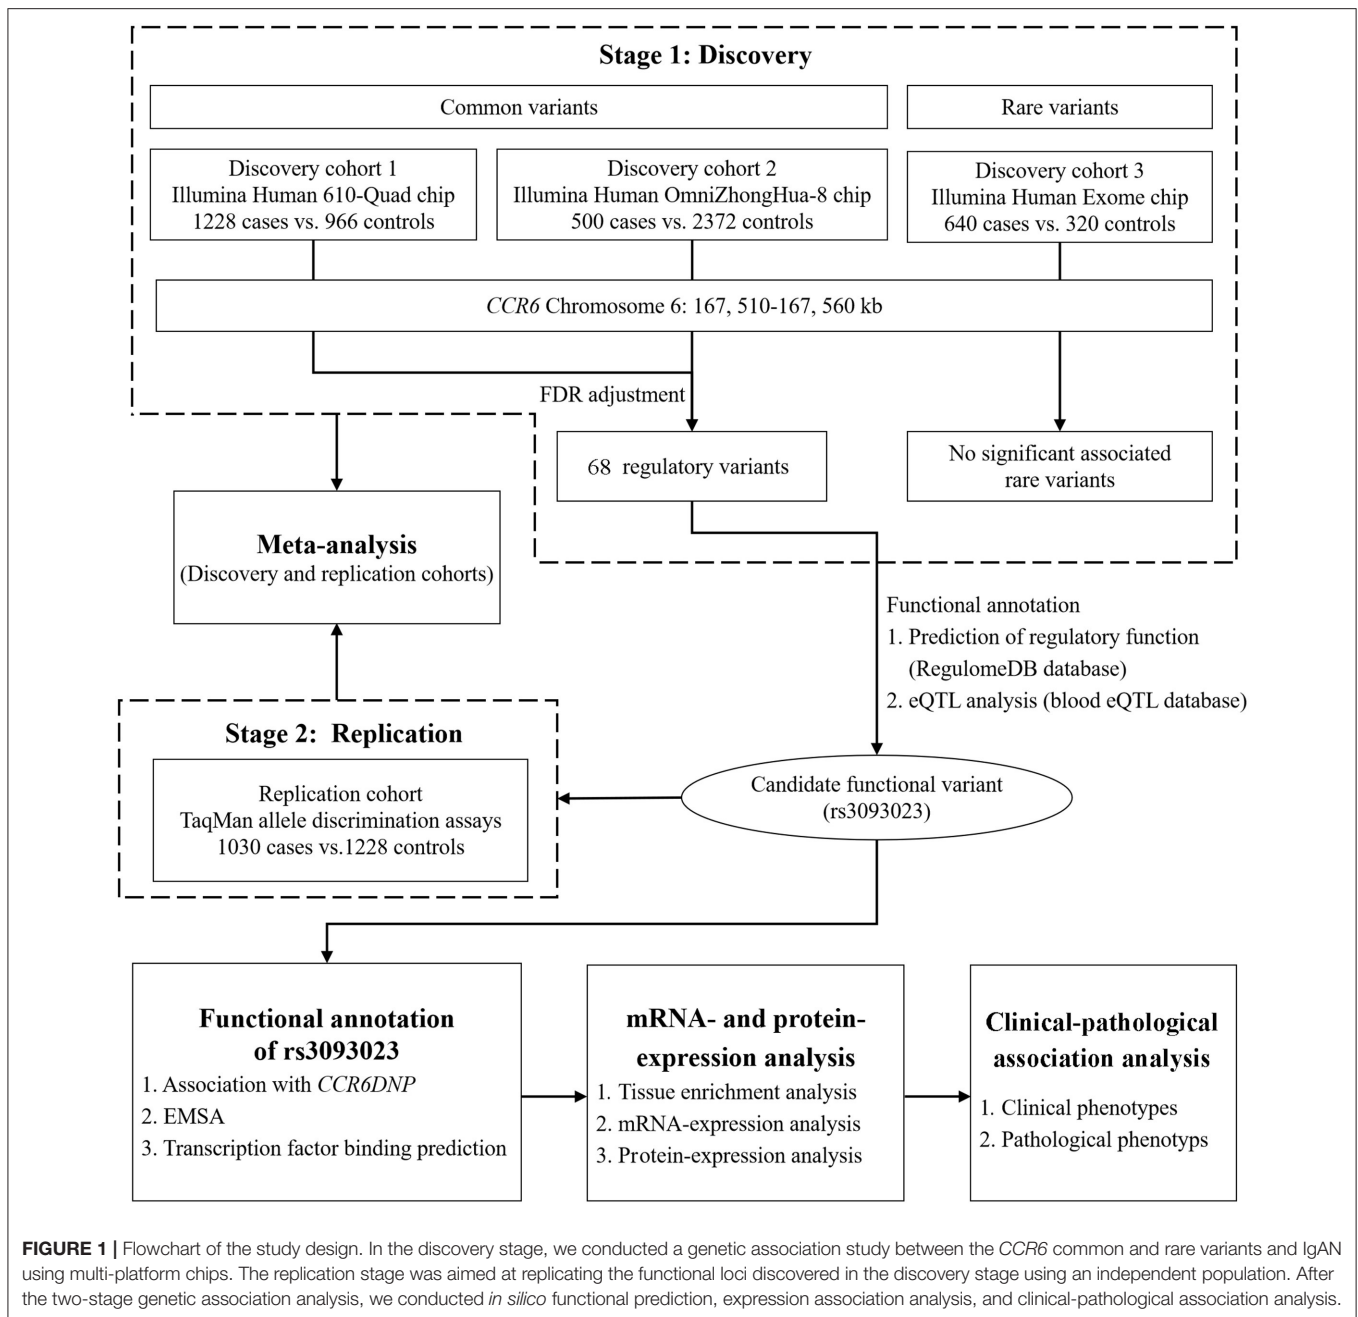 Stage 1: Discovery
Common variants
Rare variants
Discovery cohort 1
Illumina Human 610-Quad chip
1228 cases vs. 966 controls
Discovery cohort 2
Illumina Human OmniZhongHua-8 chip
500 cases vs. 2372 controls
Discovery cohort 3
Illumina Human Exome chip
640 cases vs. 320 controls
CCR6 Chromosome 6: 167, 510-167, 560 kb
FDR adjustment
68 regulatory variants
No significant associated
rare variants
Meta-analysis
(Discovery and replication cohorts)
Functional annotation
1. Prediction of regulatory function
(RegulomeDB database)
2. eQTL analysis (blood eQTL database)
Stage 2: Replication
Replication cohort
TaqMan allele discrimination assays
1030 cases vs.1228 controls
Candidate functional variant
(rs3093023)
Functional annotation
of rs3093023
1. Association with CCR6DNP
2. EMSA
3. Transcription factor binding prediction
mRNA- and protein-
expression analysis
1. Tissue enrichment analysis
2. mRNA-expression analysis
3. Protein-expression analysis
Clinical-pathological
association analysis
1. Clinical phenotypes
2. Pathological phenotyps
FIGURE 1 | Flowchart of the study design. In the discovery stage, we conducted a genetic association study between the CCR6 common and rare variants and IgAN
using multi-platform chips. The replication stage was aimed at replicating the functional loci discovered in the discovery stage using an independent population. After
the two-stage genetic association analysis, we conducted in silico functional prediction, expression association analysis, and clinical-pathological association analysis.